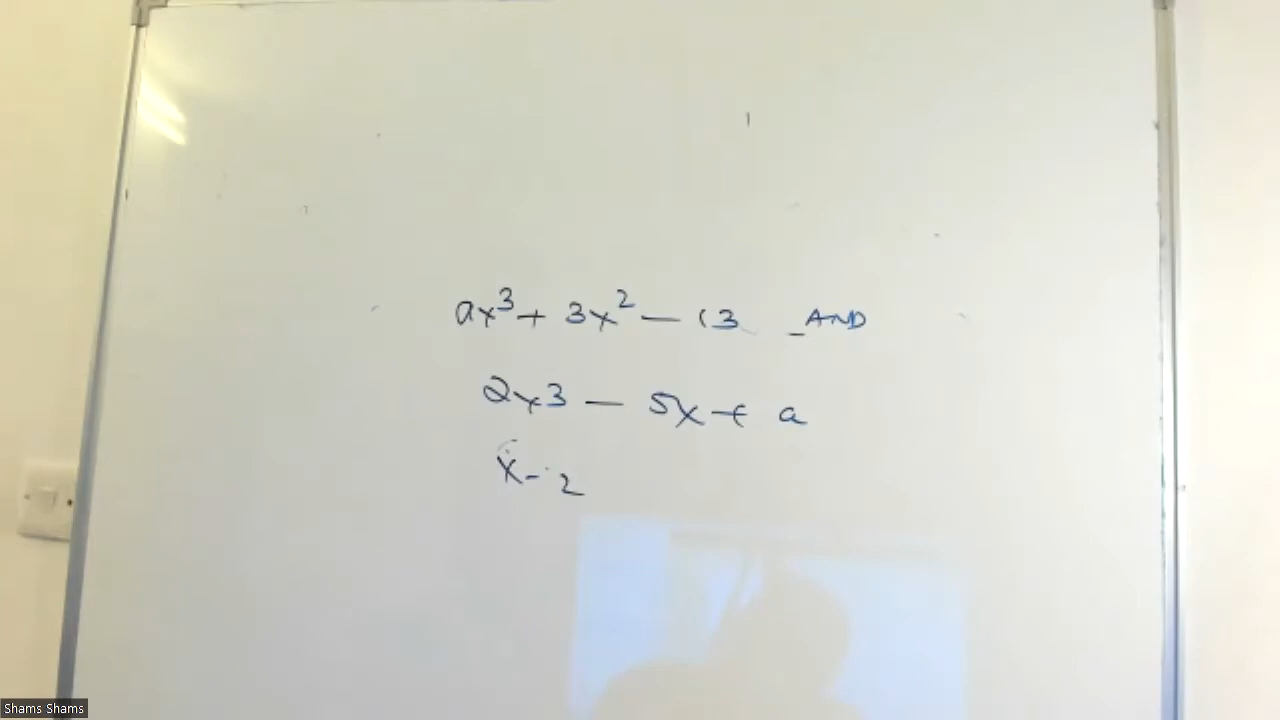 ax³ + 3x² - 13 AND
2x3 - 5x + a
x - 2
Shams Shams